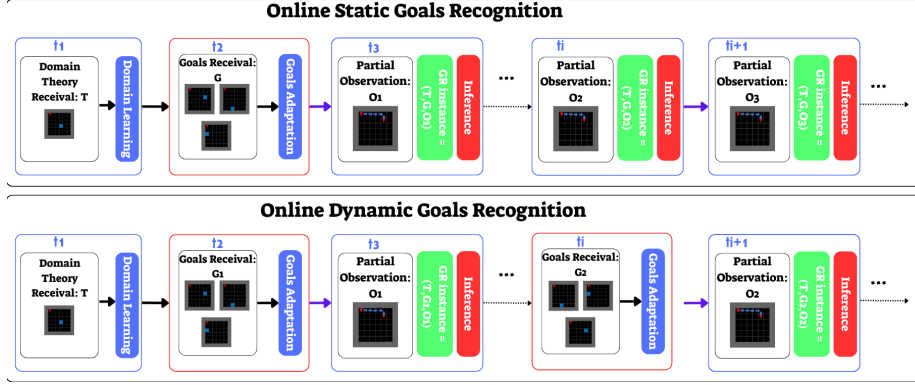 Online Static Goals Recognition
t1
Domain
Theory
Receival: T
Domain Learning
t2
Goals Receival:
G
Goals Adaptation
t3
Partial
Observation:
O1
GR instance =
(T,G,O1)
Inference
...
ti
Partial
Observation:
O2
GR instance =
(T,G,O2)
Inference
ti+1
Partial
Observation:
O3
GR instance =
(T,G,O3)
Inference
...
Online Dynamic Goals Recognition
t1
Domain
Theory
Receival: T
Domain Learning
t2
Goals Receival:
G1
Goals Adaptation
t3
Partial
Observation:
O1
GR instance =
(T,G1,O1)
Inference
...
ti
Goals Receival:
G2
Goals Adaptation
ti+1
Partial
Observation:
O2
GR instance =
(T,G2,O2)
Inference
...